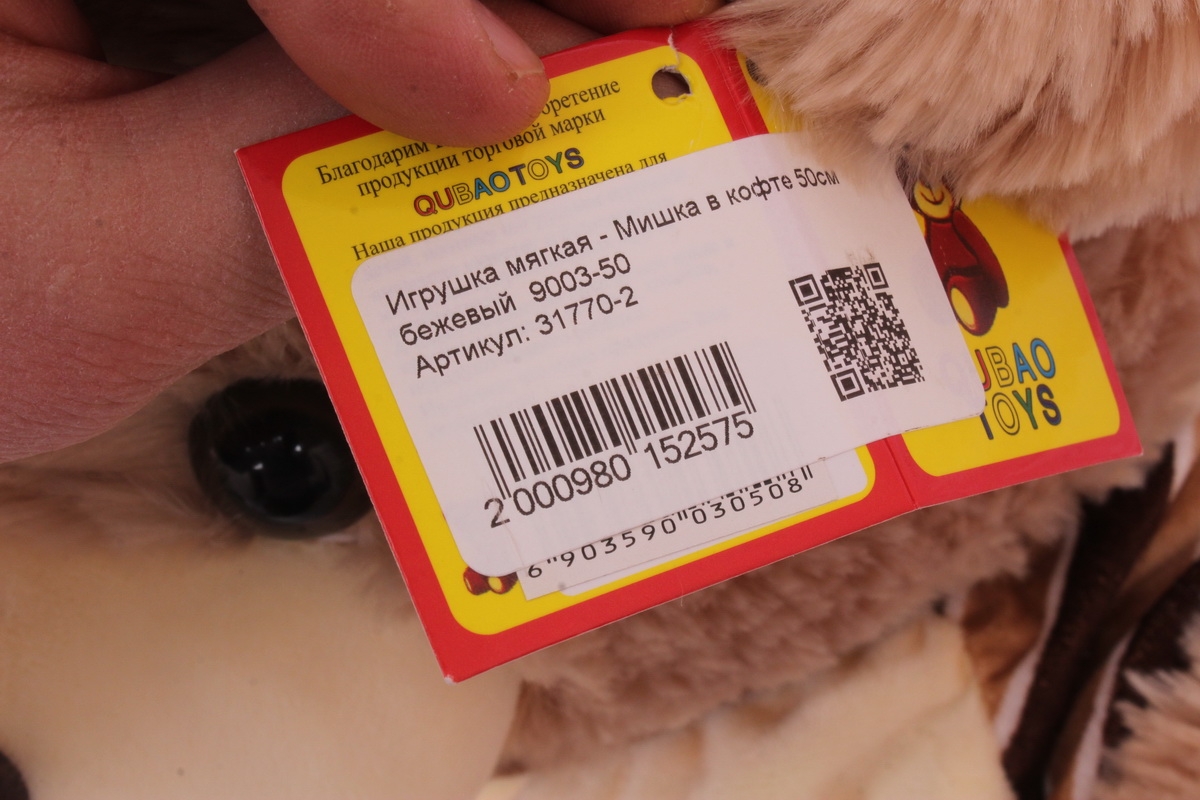 Благодарим
продукции торговой марки
QUBAOTOYS
Наша продукция предназначена для
Игрушка мягкая - Мишка в кофте 50см
бежевый 9003-50
Артикул: 31770-2
2 000980 152575
6 903590 030508
TOYS